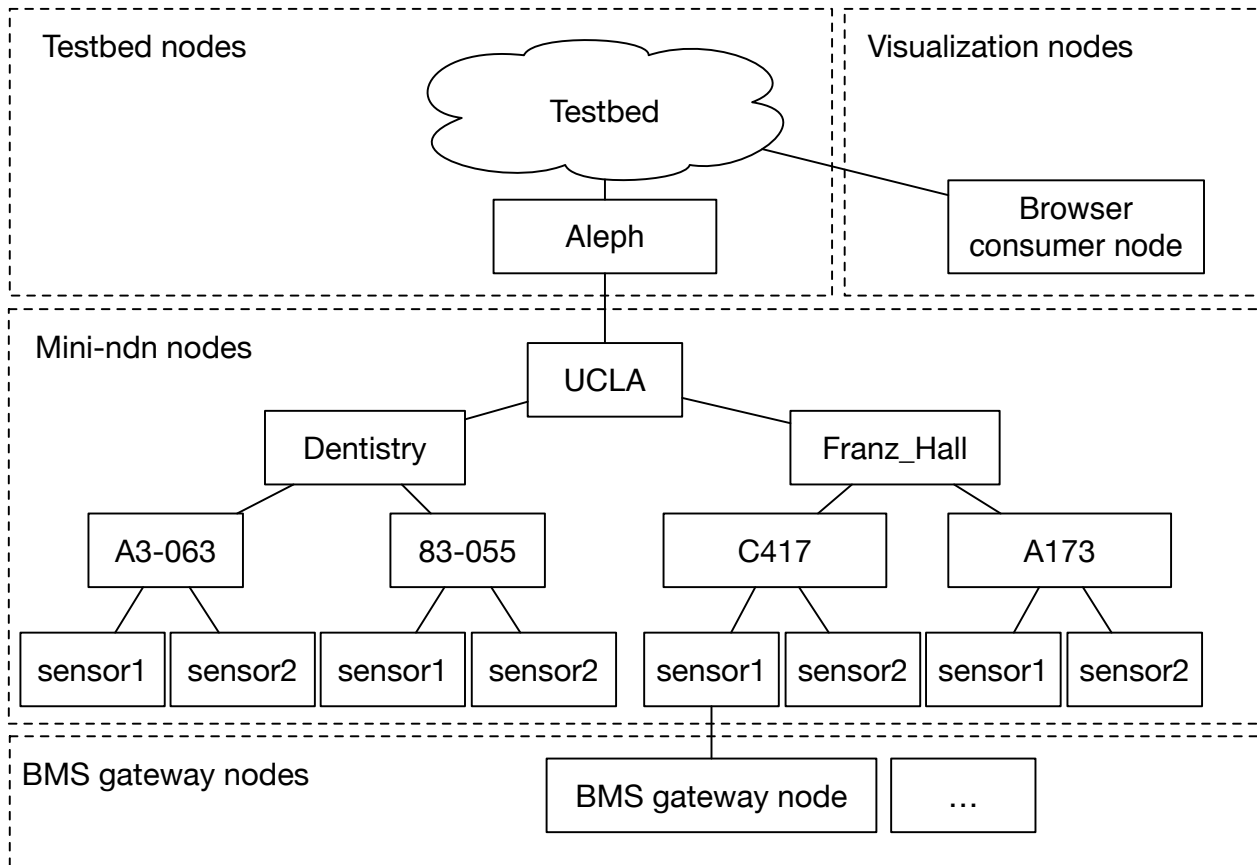 Testbed nodes
Visualization nodes
Testbed
Browser
consumer node
Aleph
Mini-ndn nodes
UCLA
Dentistry
Franz_Hall
A3-063
83-055
C417
A173
sensor1
sensor2
sensor1
sensor2
sensor1
sensor2
sensor1
sensor2
BMS gateway nodes
BMS gateway node
...